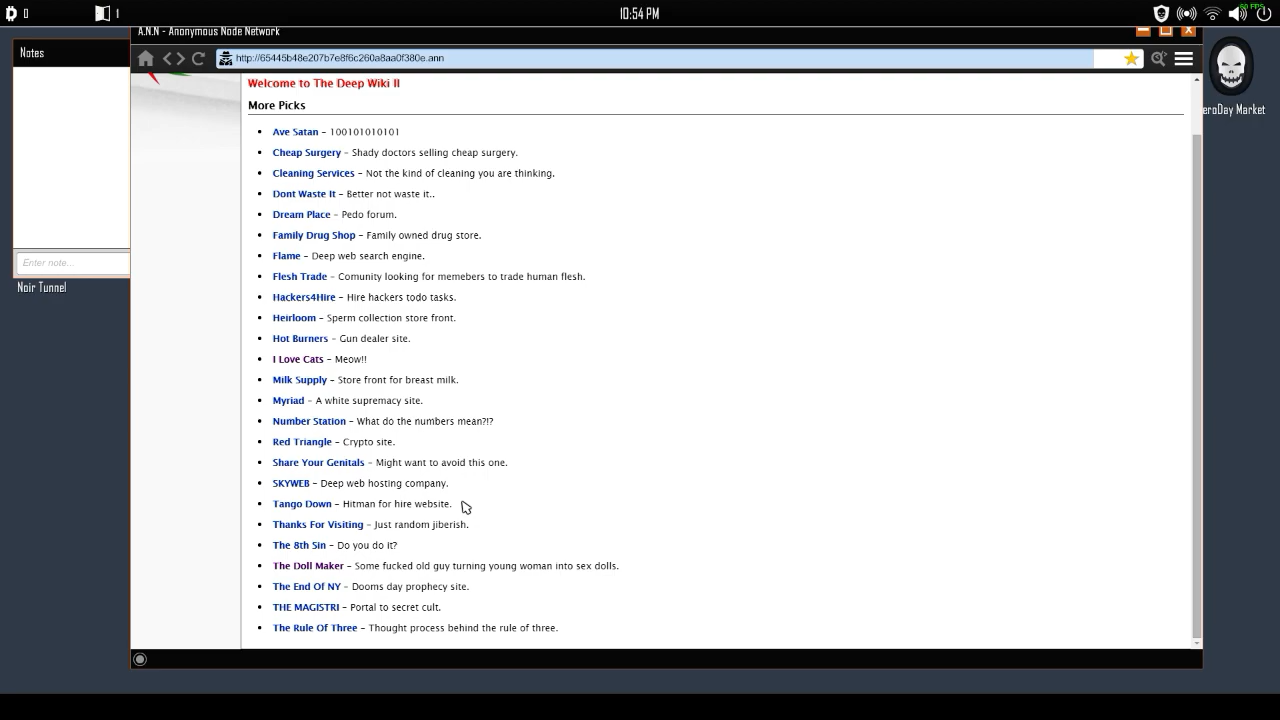 0
1
10:54 PM
60 FPS
A.N.N - Anonymous Node Network
Notes
http://65445b48e207b7e8f6c260a8aa0f380e.ann
Welcome to The Deep Wiki II
More Picks
eroDay Market
Ave Satan - 100101010101
Cheap Surgery - Shady doctors selling cheap surgery.
Cleaning Services - Not the kind of cleaning you are thinking.
Dont Waste It - Better not waste it..
Dream Place - Pedo forum.
Family Drug Shop - Family owned drug store.
Flame - Deep web search engine.
Enter note...
Flesh Trade - Comunity looking for memebers to trade human flesh.
Noir Tunnel
Hackers4Hire - Hire hackers todo tasks.
Heirloom - Sperm collection store front.
Hot Burners - Gun dealer site.
I Love Cats - Meow!!
Milk Supply - Store front for breast milk.
Myriad - A white supremacy site.
Number Station - What do the numbers mean?!?
Red Triangle - Crypto site.
Share Your Genitals - Might want to avoid this one.
SKYWEB - Deep web hosting company.
Tango Down - Hitman for hire website.
Thanks For Visiting - Just random jiberish.
The 8th Sin - Do you do it?
The Doll Maker - Some fucked old guy turning young woman into sex dolls.
The End Of NY - Dooms day prophecy site.
THE MAGISTRI - Portal to secret cult.
The Rule Of Three - Thought process behind the rule of three.